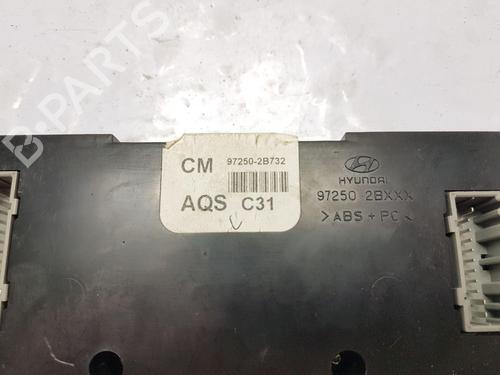 CM 97250-2B732
AQS C31
HYUNDAI
97250 2BXXX
>ABS + PC<
B-PARTS